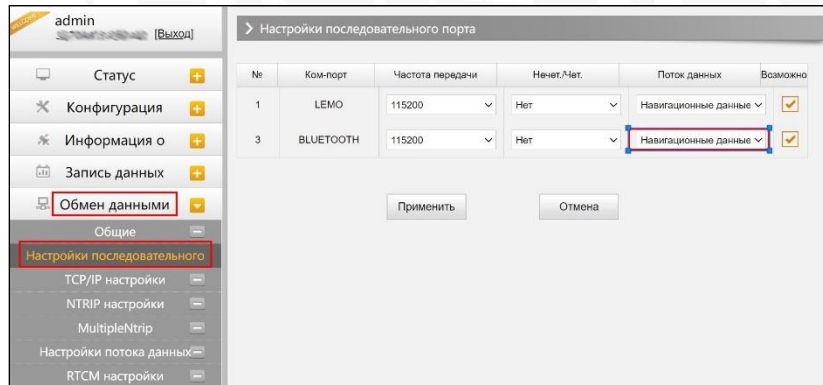 WELCOME
admin
[Выход]
Статус
Конфигурация
Информация о
Запись данных
Обмен данными
Общие
Настройки последовательного
TCP/IP настройки
NTRIP настройки
MultipleNtrip
Настройки потока данных
RTCM настройки
Настройки последовательного порта
№ Ком-порт Частота передачи Нечет./Чет. Поток данных Возможно
1 LEMO 115200 Нет Навигационные данные
3 BLUETOOTH 115200 Нет Навигационные данные
Применить Отмена